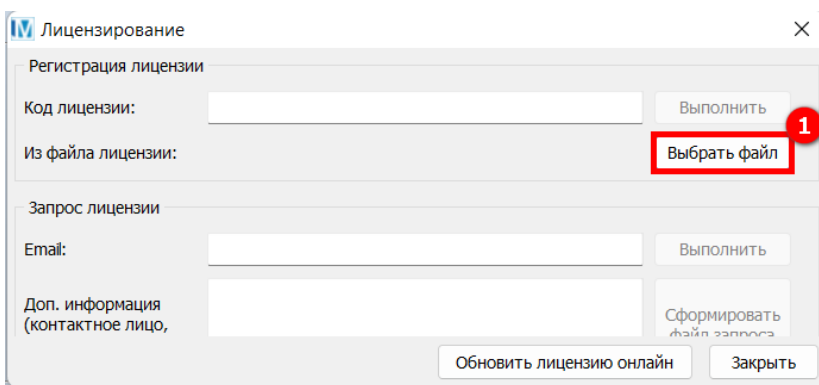 Лицензирование
Регистрация лицензии
Код лицензии:
Выполнить
1
Из файла лицензии:
Выбрать файл
Запрос лицензии
Email:
Выполнить
Доп. информация
(контактное лицо,
Сформировать
файл запроса
Обновить лицензию онлайн
Закрыть